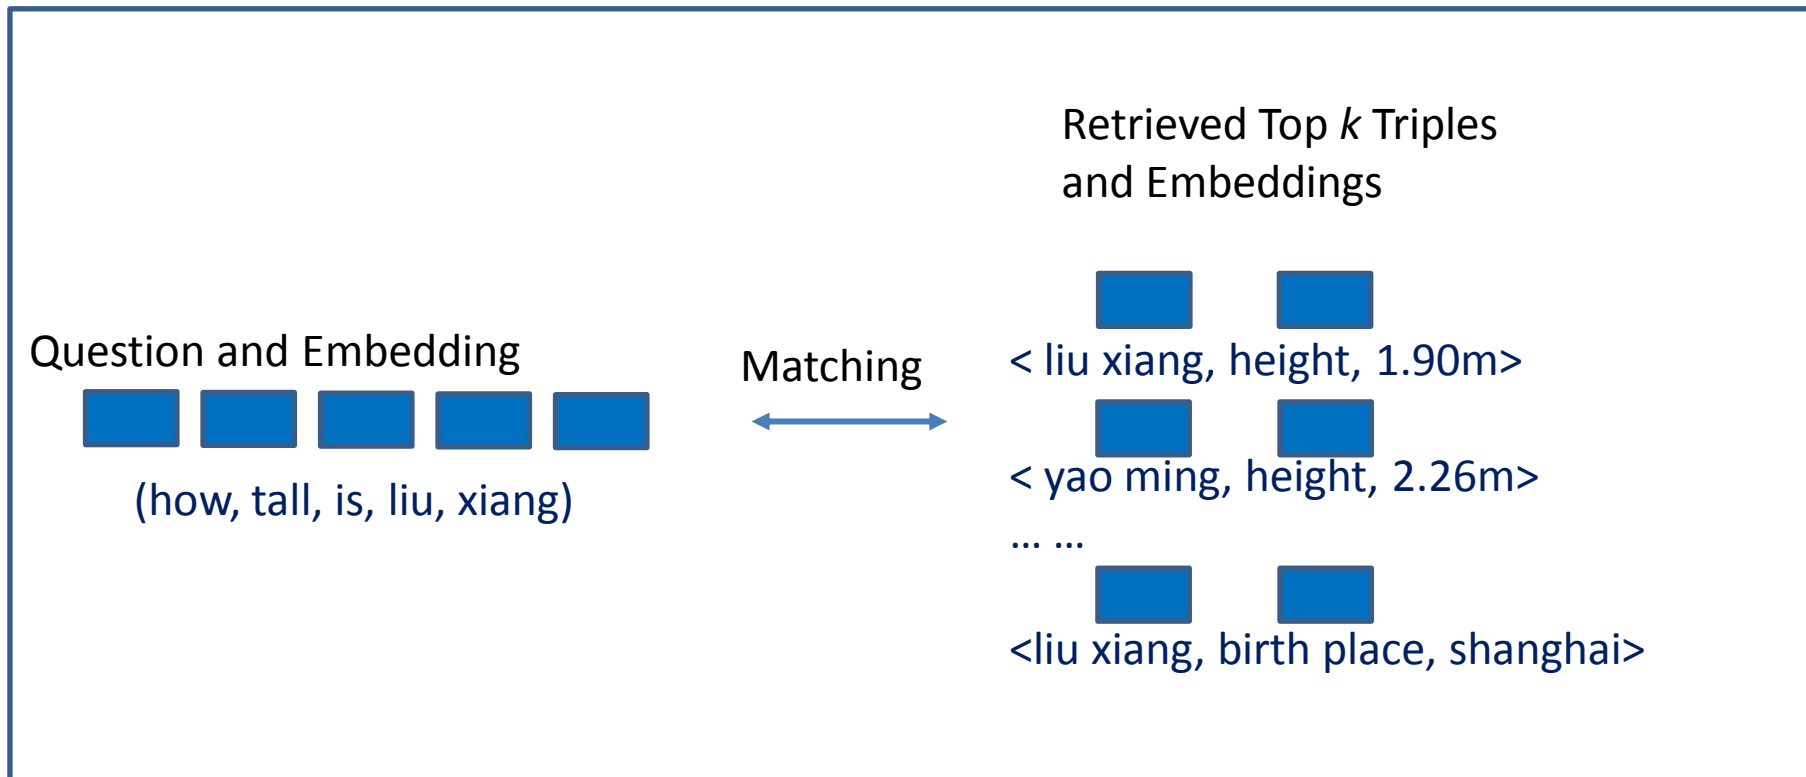 Retrieved Top k Triples
and Embeddings
Question and Embedding
(how, tall, is, liu, xiang)
Matching
< liu xiang, height, 1.90m>
< yao ming, height, 2.26m>
... ...
<liu xiang, birth place, shanghai>